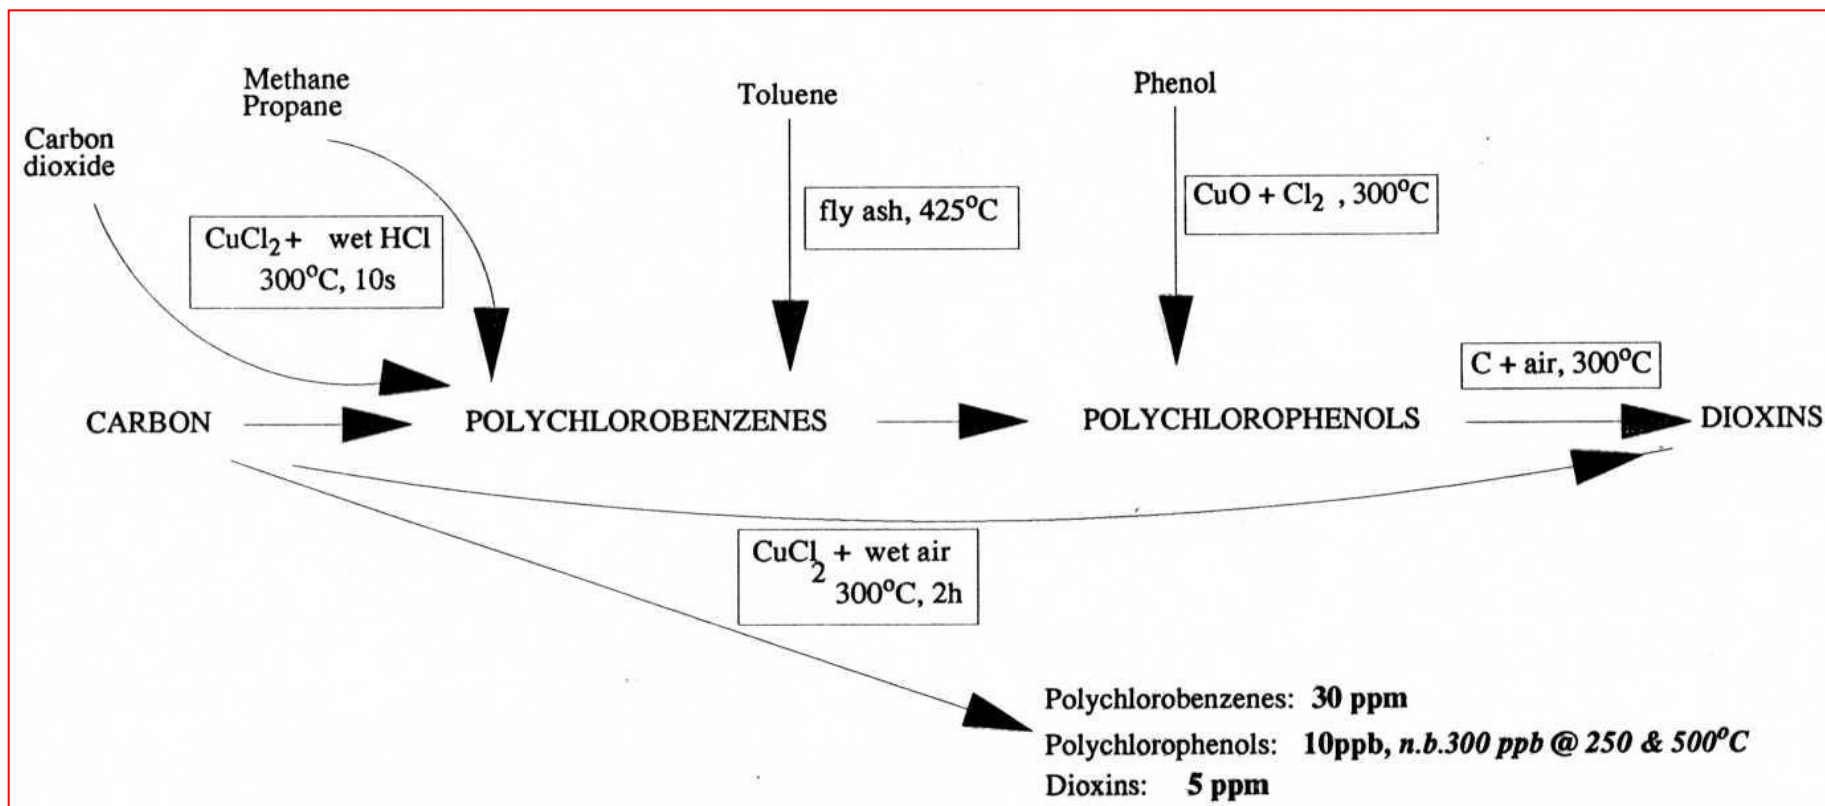 Methane
Propane
Carbon
dioxide
Toluene
Phenol
CuCl2 + wet HCl
300°C, 10s
fly ash, 425°C
CuO + Cl2 , 300°C
C + air, 300°C
CARBON
POLYCHLOROBENZENES
POLYCHLOROPHENOLS
DIOXINS
CuCl2 + wet air
300°C, 2h
Polychlorobenzenes: 30 ppm
Polychlorophenols: 10ppb, n.b.300 ppb @ 250 & 500°C
Dioxins: 5 ppm